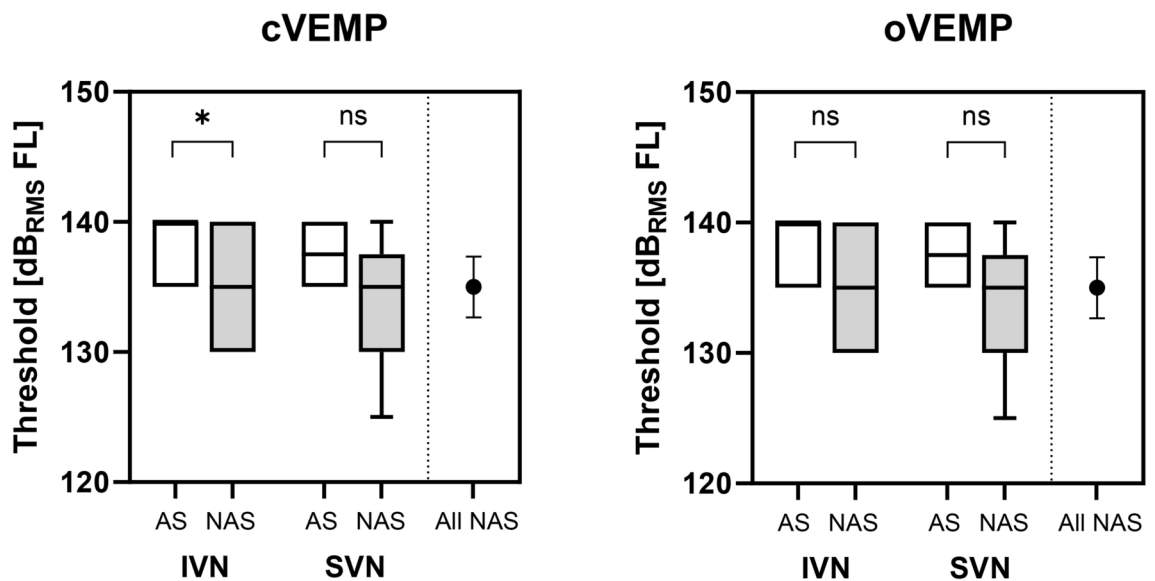 cVEMP
Threshold [dBRMS FL]
150
140
130
120
*
ns
AS NAS AS NAS All NAS
IVN SVN
oVEMP
Threshold [dBRMS FL]
150
140
130
120
ns
ns
AS NAS AS NAS All NAS
IVN SVN